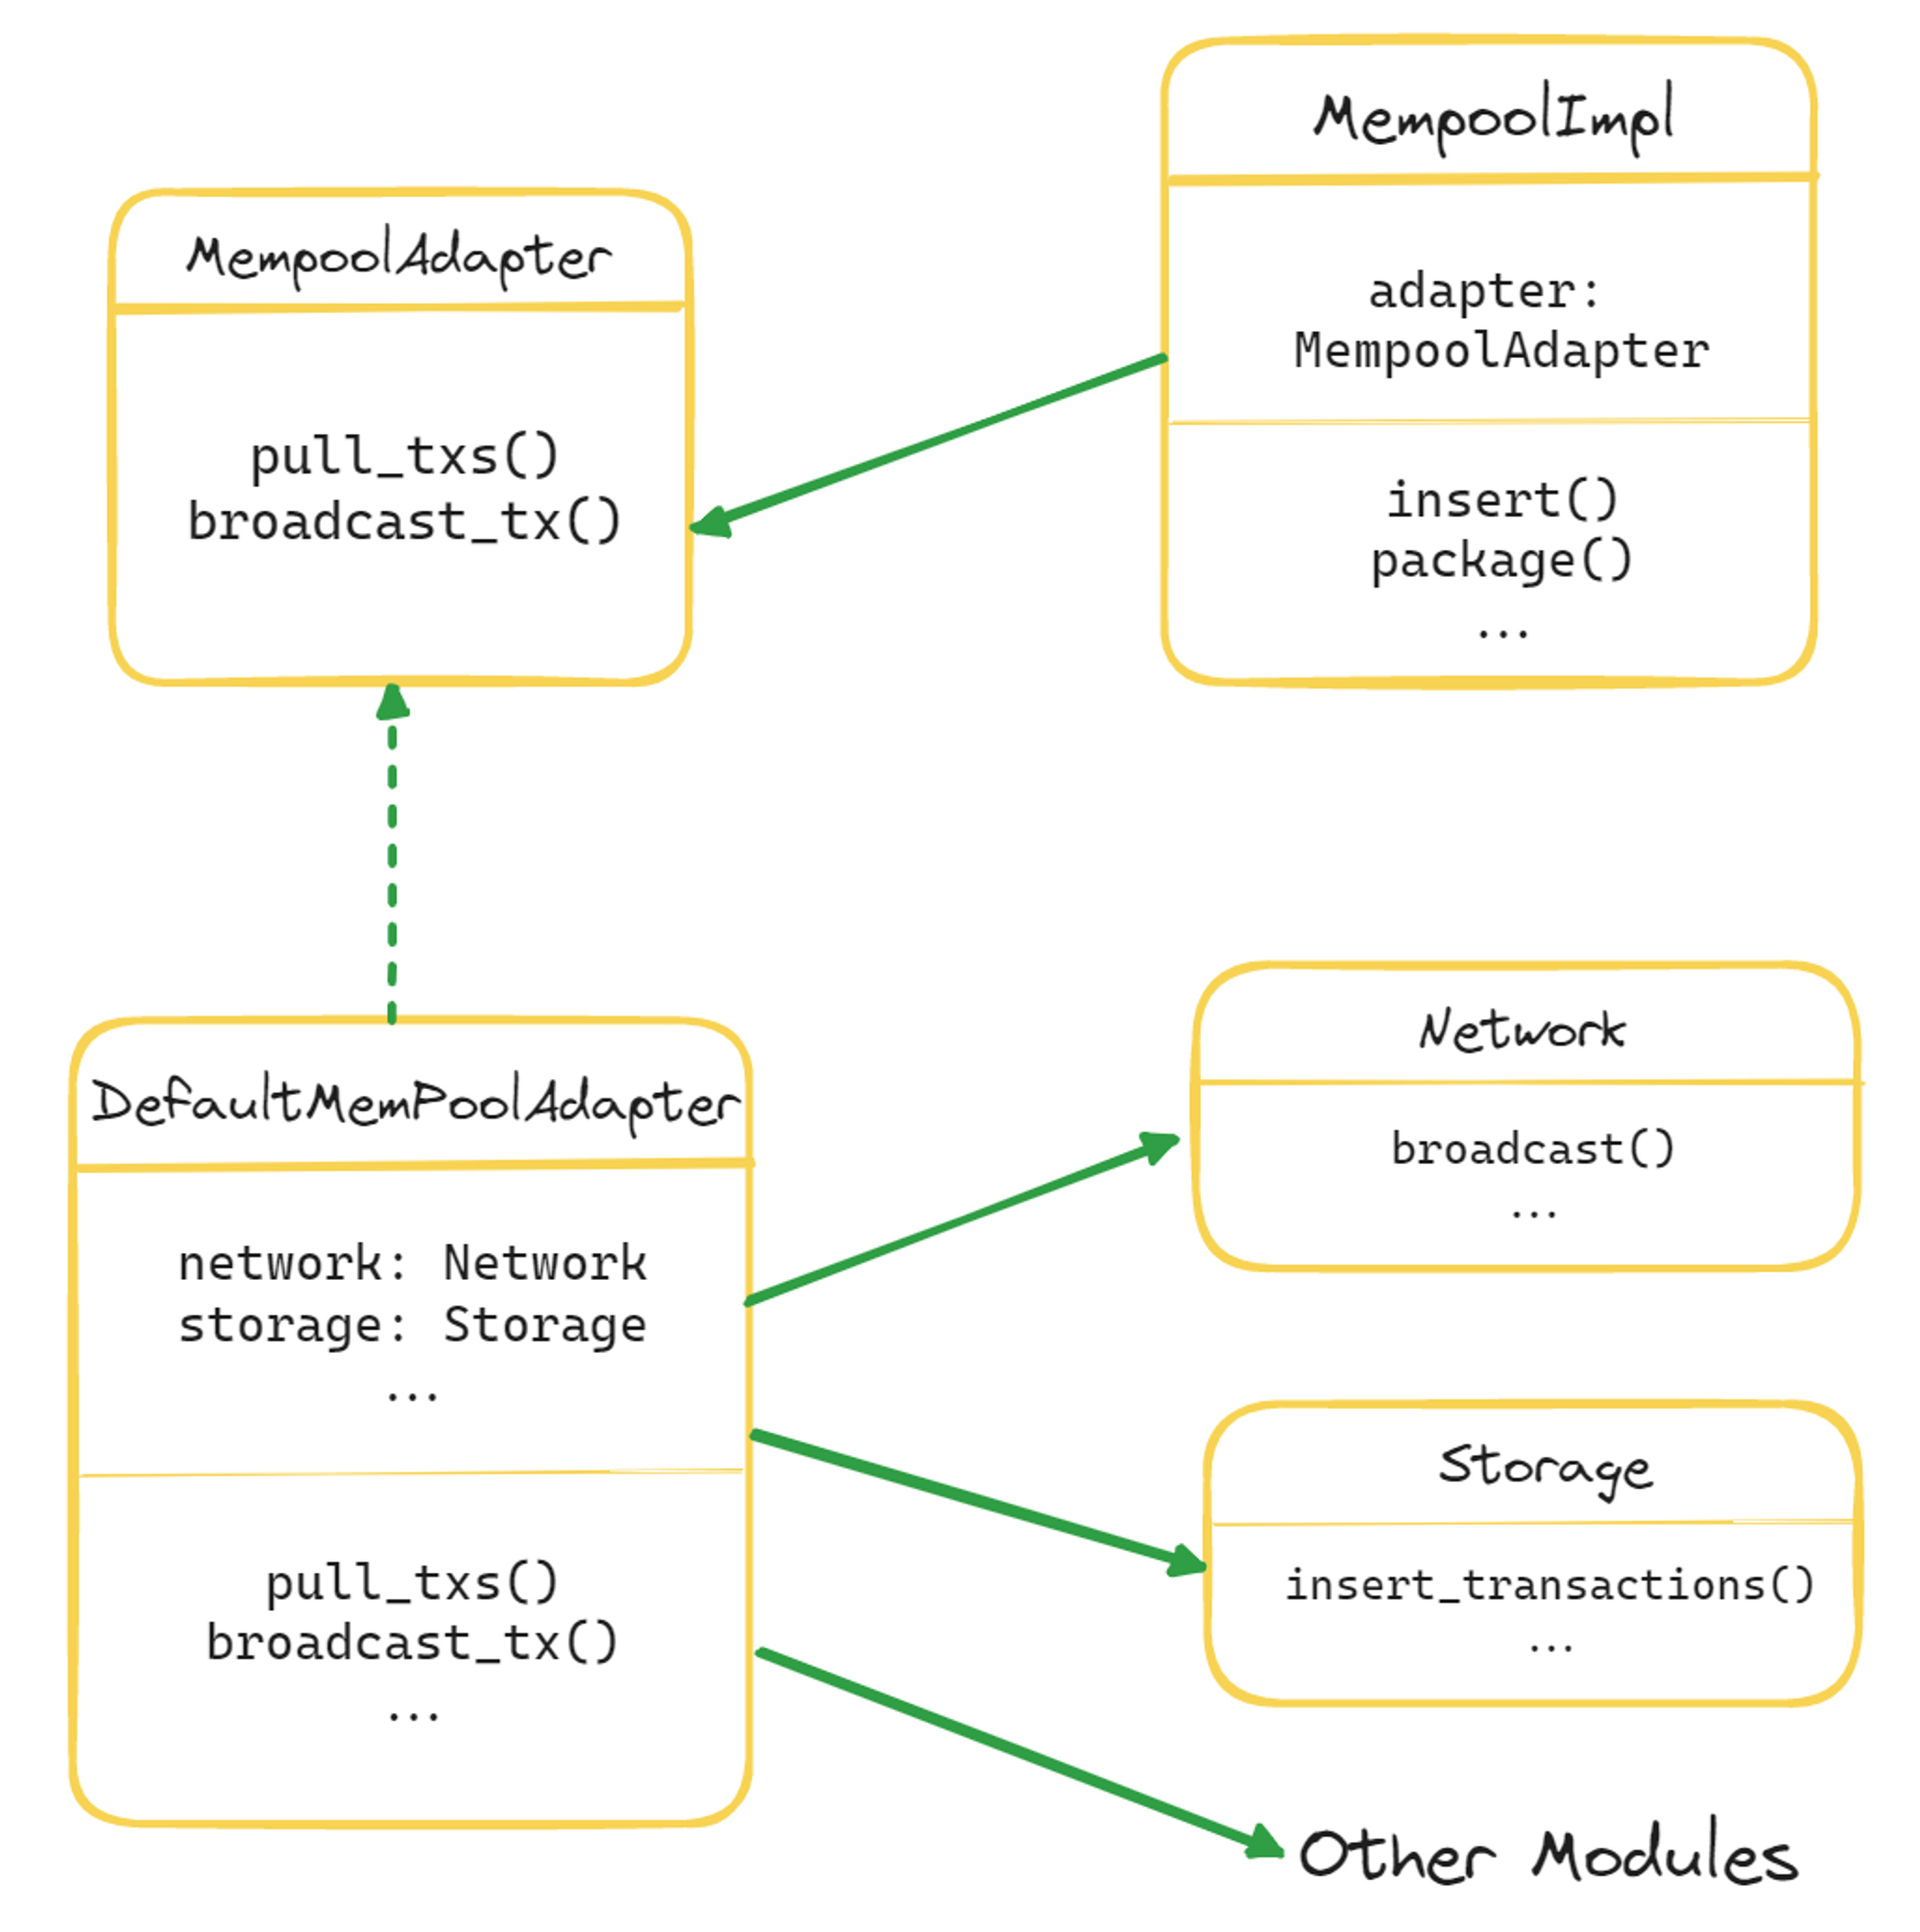 MempoolImpl
adapter:
MempoolAdapter
insert()
package()
...
MempoolAdapter
pull_txs()
broadcast_tx()
DefaultMemPoolAdapter
network: Network
storage: Storage
...
pull_txs()
broadcast_tx()
...
Network
broadcast()
...
Storage
insert_transactions()
...
Other Modules